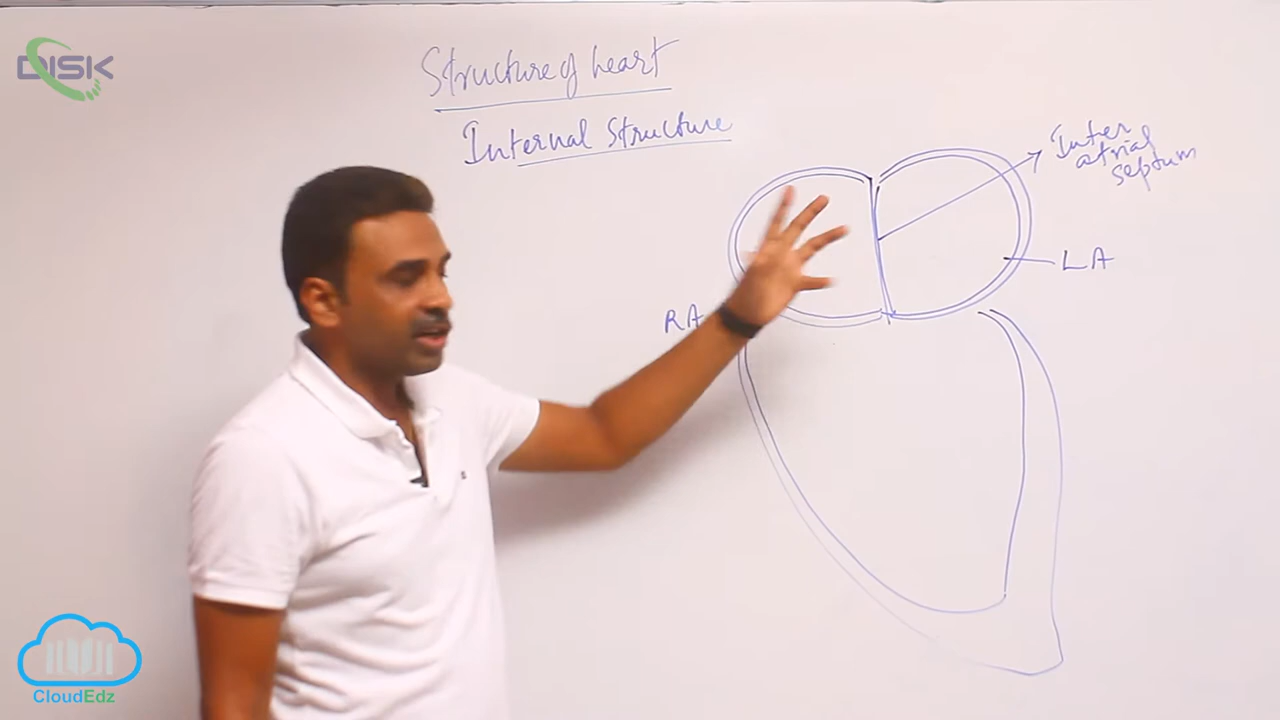 DISK
Structure of heart
Internal Structure
Inter
atrial
septum
LA
RA
CloudEdz